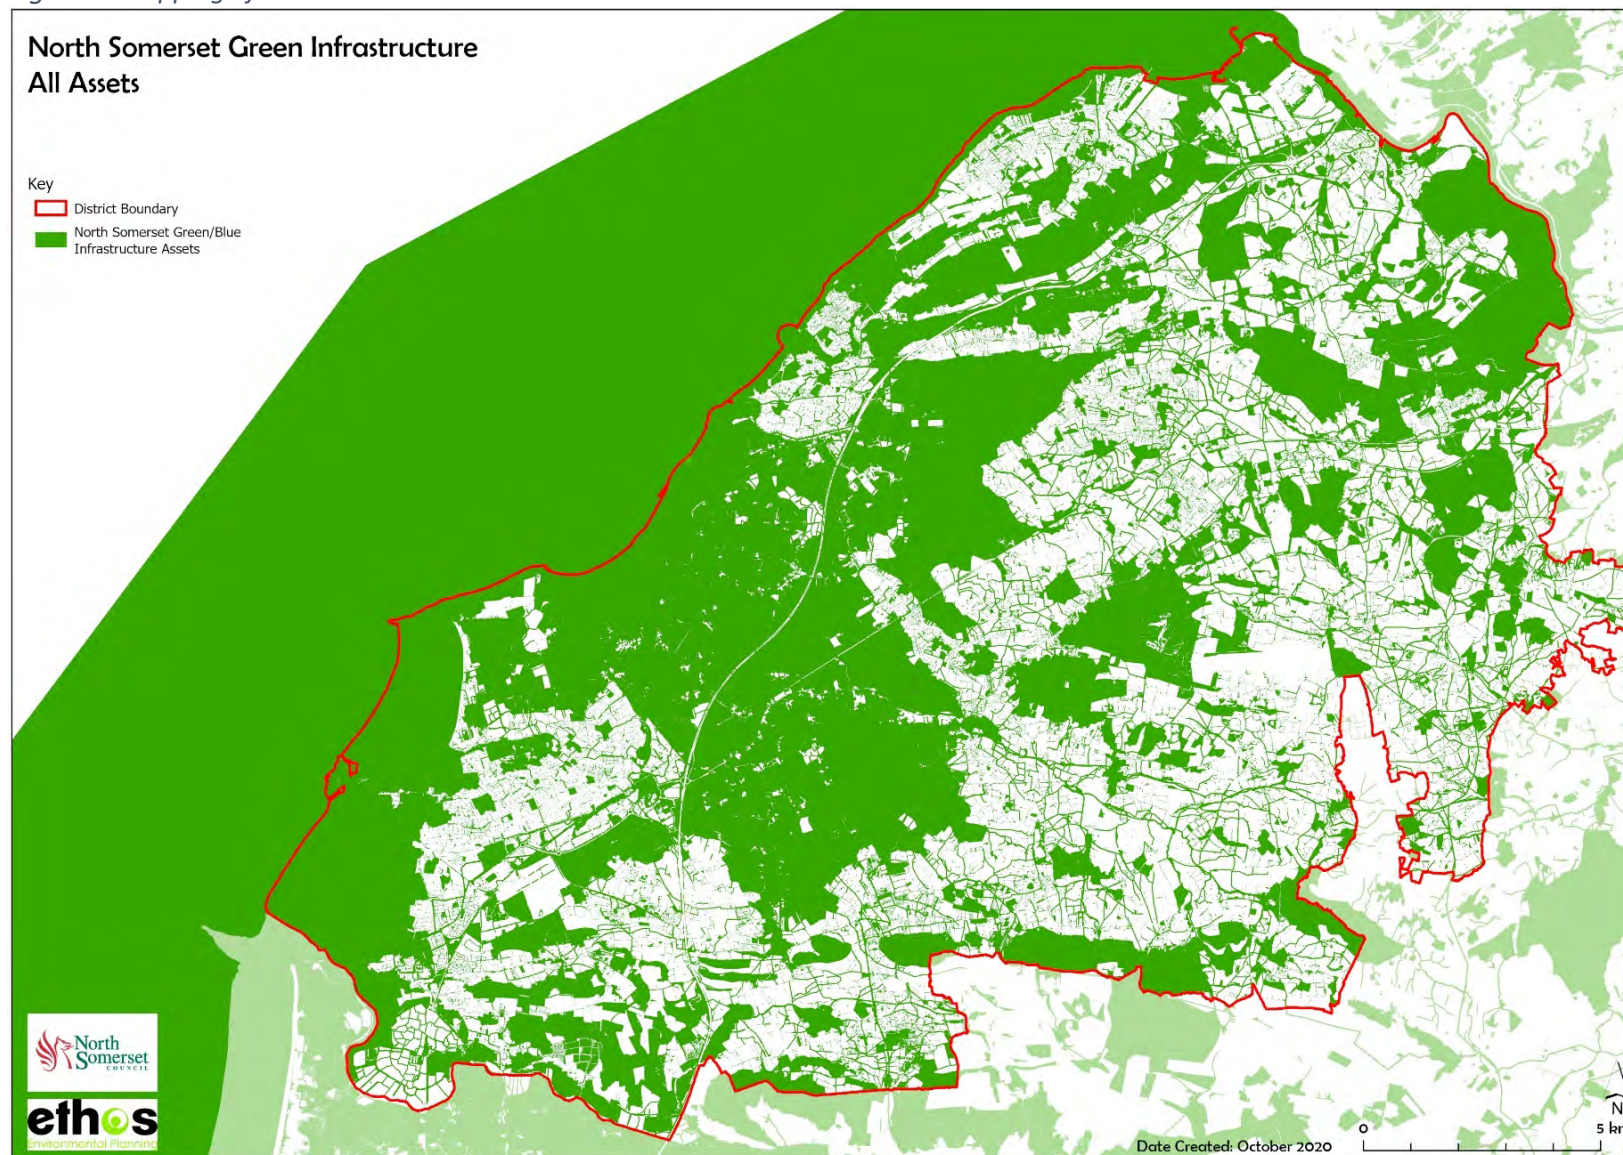 North Somerset Green Infrastructure
All Assets
Key
District Boundary
North Somerset Green/Blue
Infrastructure Assets
North
Somerset
COUNCIL
ethos
Environmental Planning
Date Created: October 2020
0
5 km
N